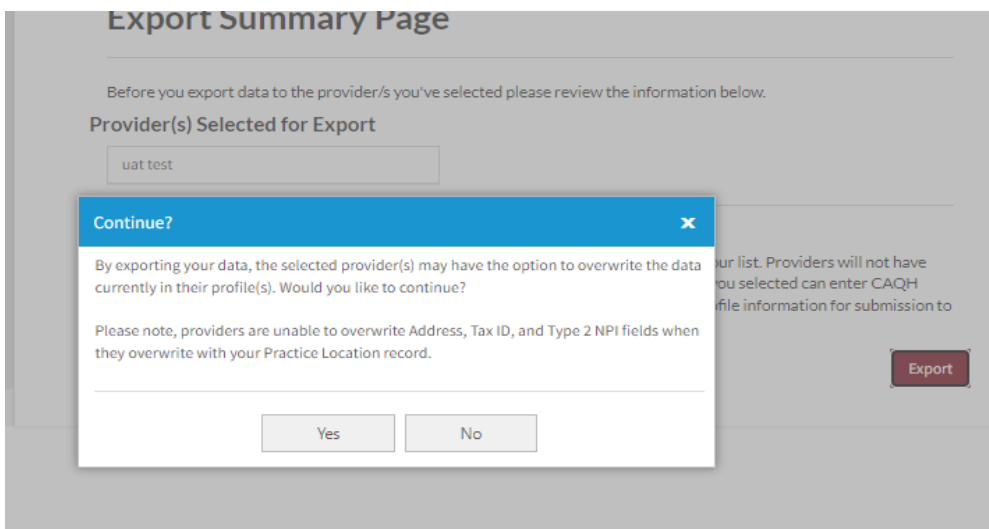 Export Summary Page
Before you export data to the provider/s you've selected please review the information below.
Provider(s) Selected for Export
uat test
Continue?
x
By exporting your data, the selected provider(s) may have the option to overwrite the data
currently in their profile(s). Would you like to continue?
Please note, providers are unable to overwrite Address, Tax ID, and Type 2 NPI fields when
they overwrite with your Practice Location record.
Yes No
list. Providers will not have
you selected can enter CAQH
information for submission to
Export